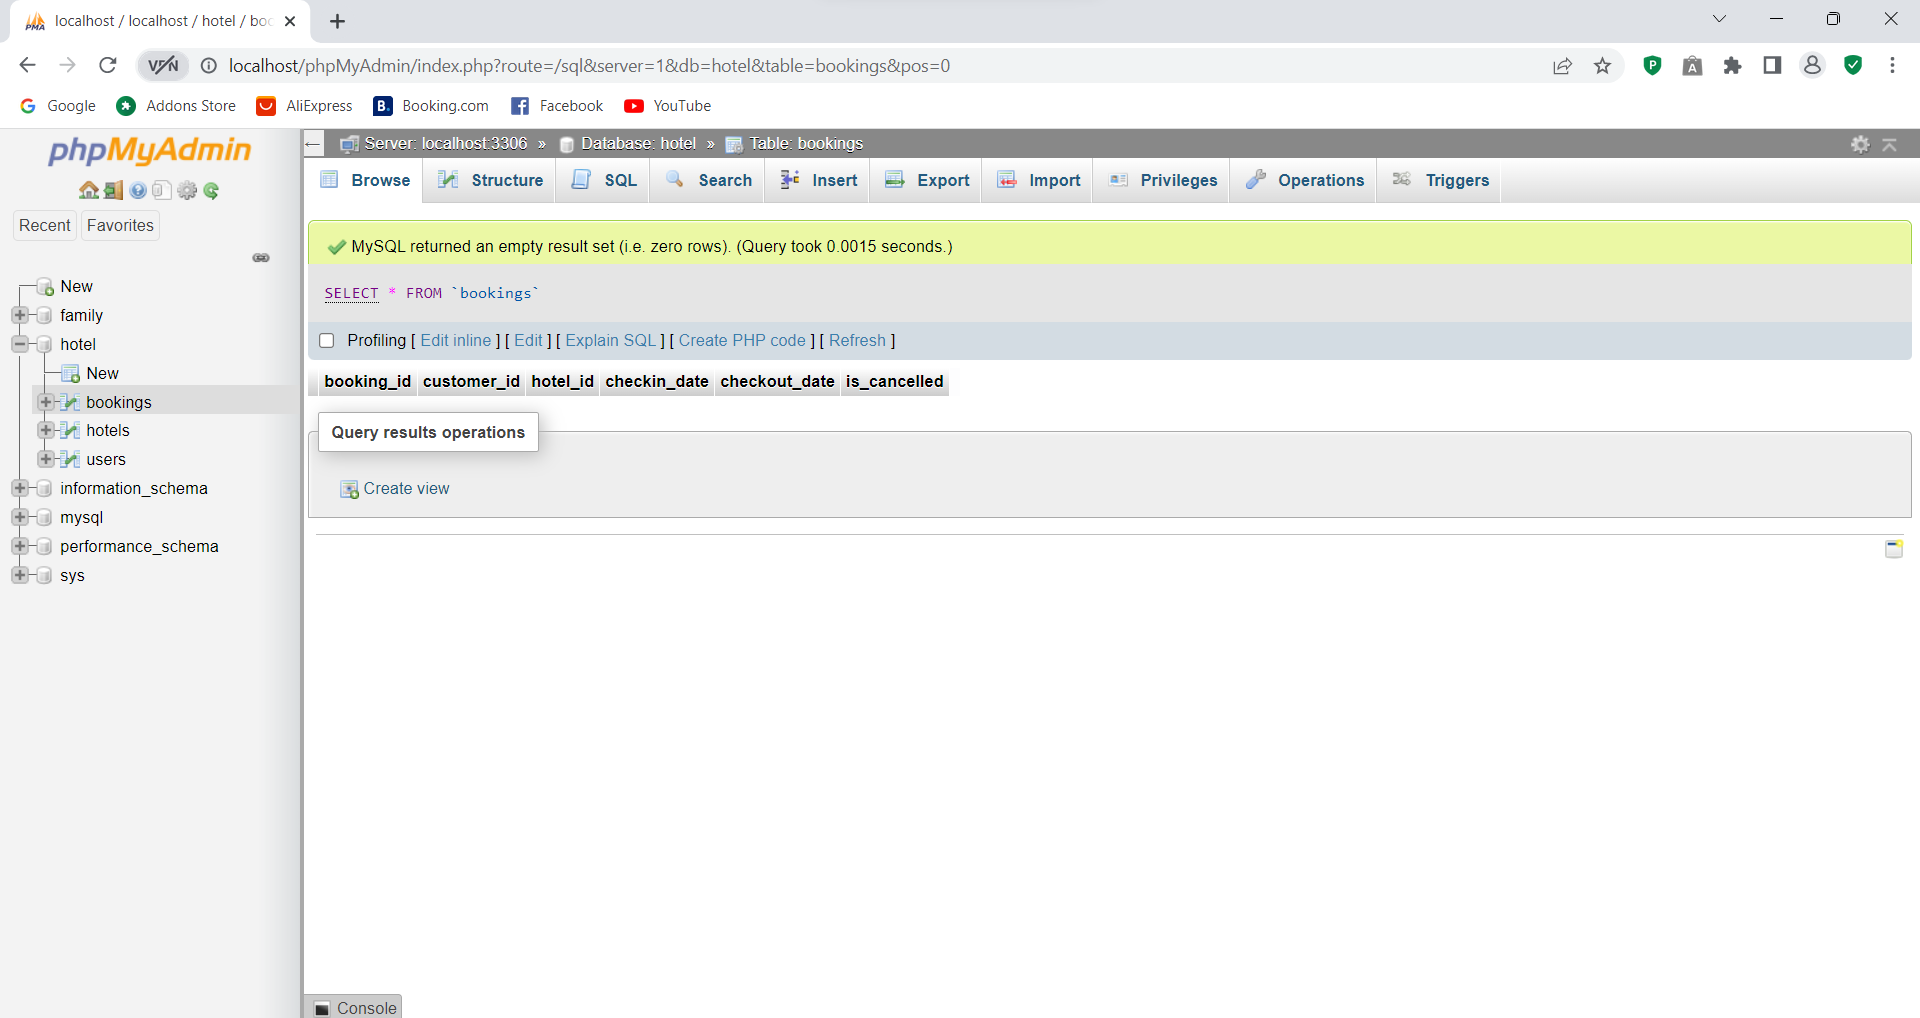 localhost / localhost / hotel / boo
VPN
localhost/phpMyAdmin/index.php?route=/sql&server=1&db=hotel&table=bookings&pos=0
Google Addons Store AliExpress Booking.com Facebook YouTube
phpMyAdmin
Recent Favorites
New
family
hotel
New
bookings
hotels
users
information_schema
mysql
performance_schema
sys
Server: localhost:3306 » Database: hotel » Table: bookings
Browse Structure SQL Search Insert Export Import Privileges Operations Triggers
MySQL returned an empty result set (i.e. zero rows). (Query took 0.0015 seconds.)
SELECT * FROM `bookings`
Profiling [ Edit inline ] [ Edit ] [ Explain SQL ] [ Create PHP code ] [ Refresh ]
booking_id customer_id hotel_id checkin_date checkout_date is_cancelled
Query results operations
Create view
Console